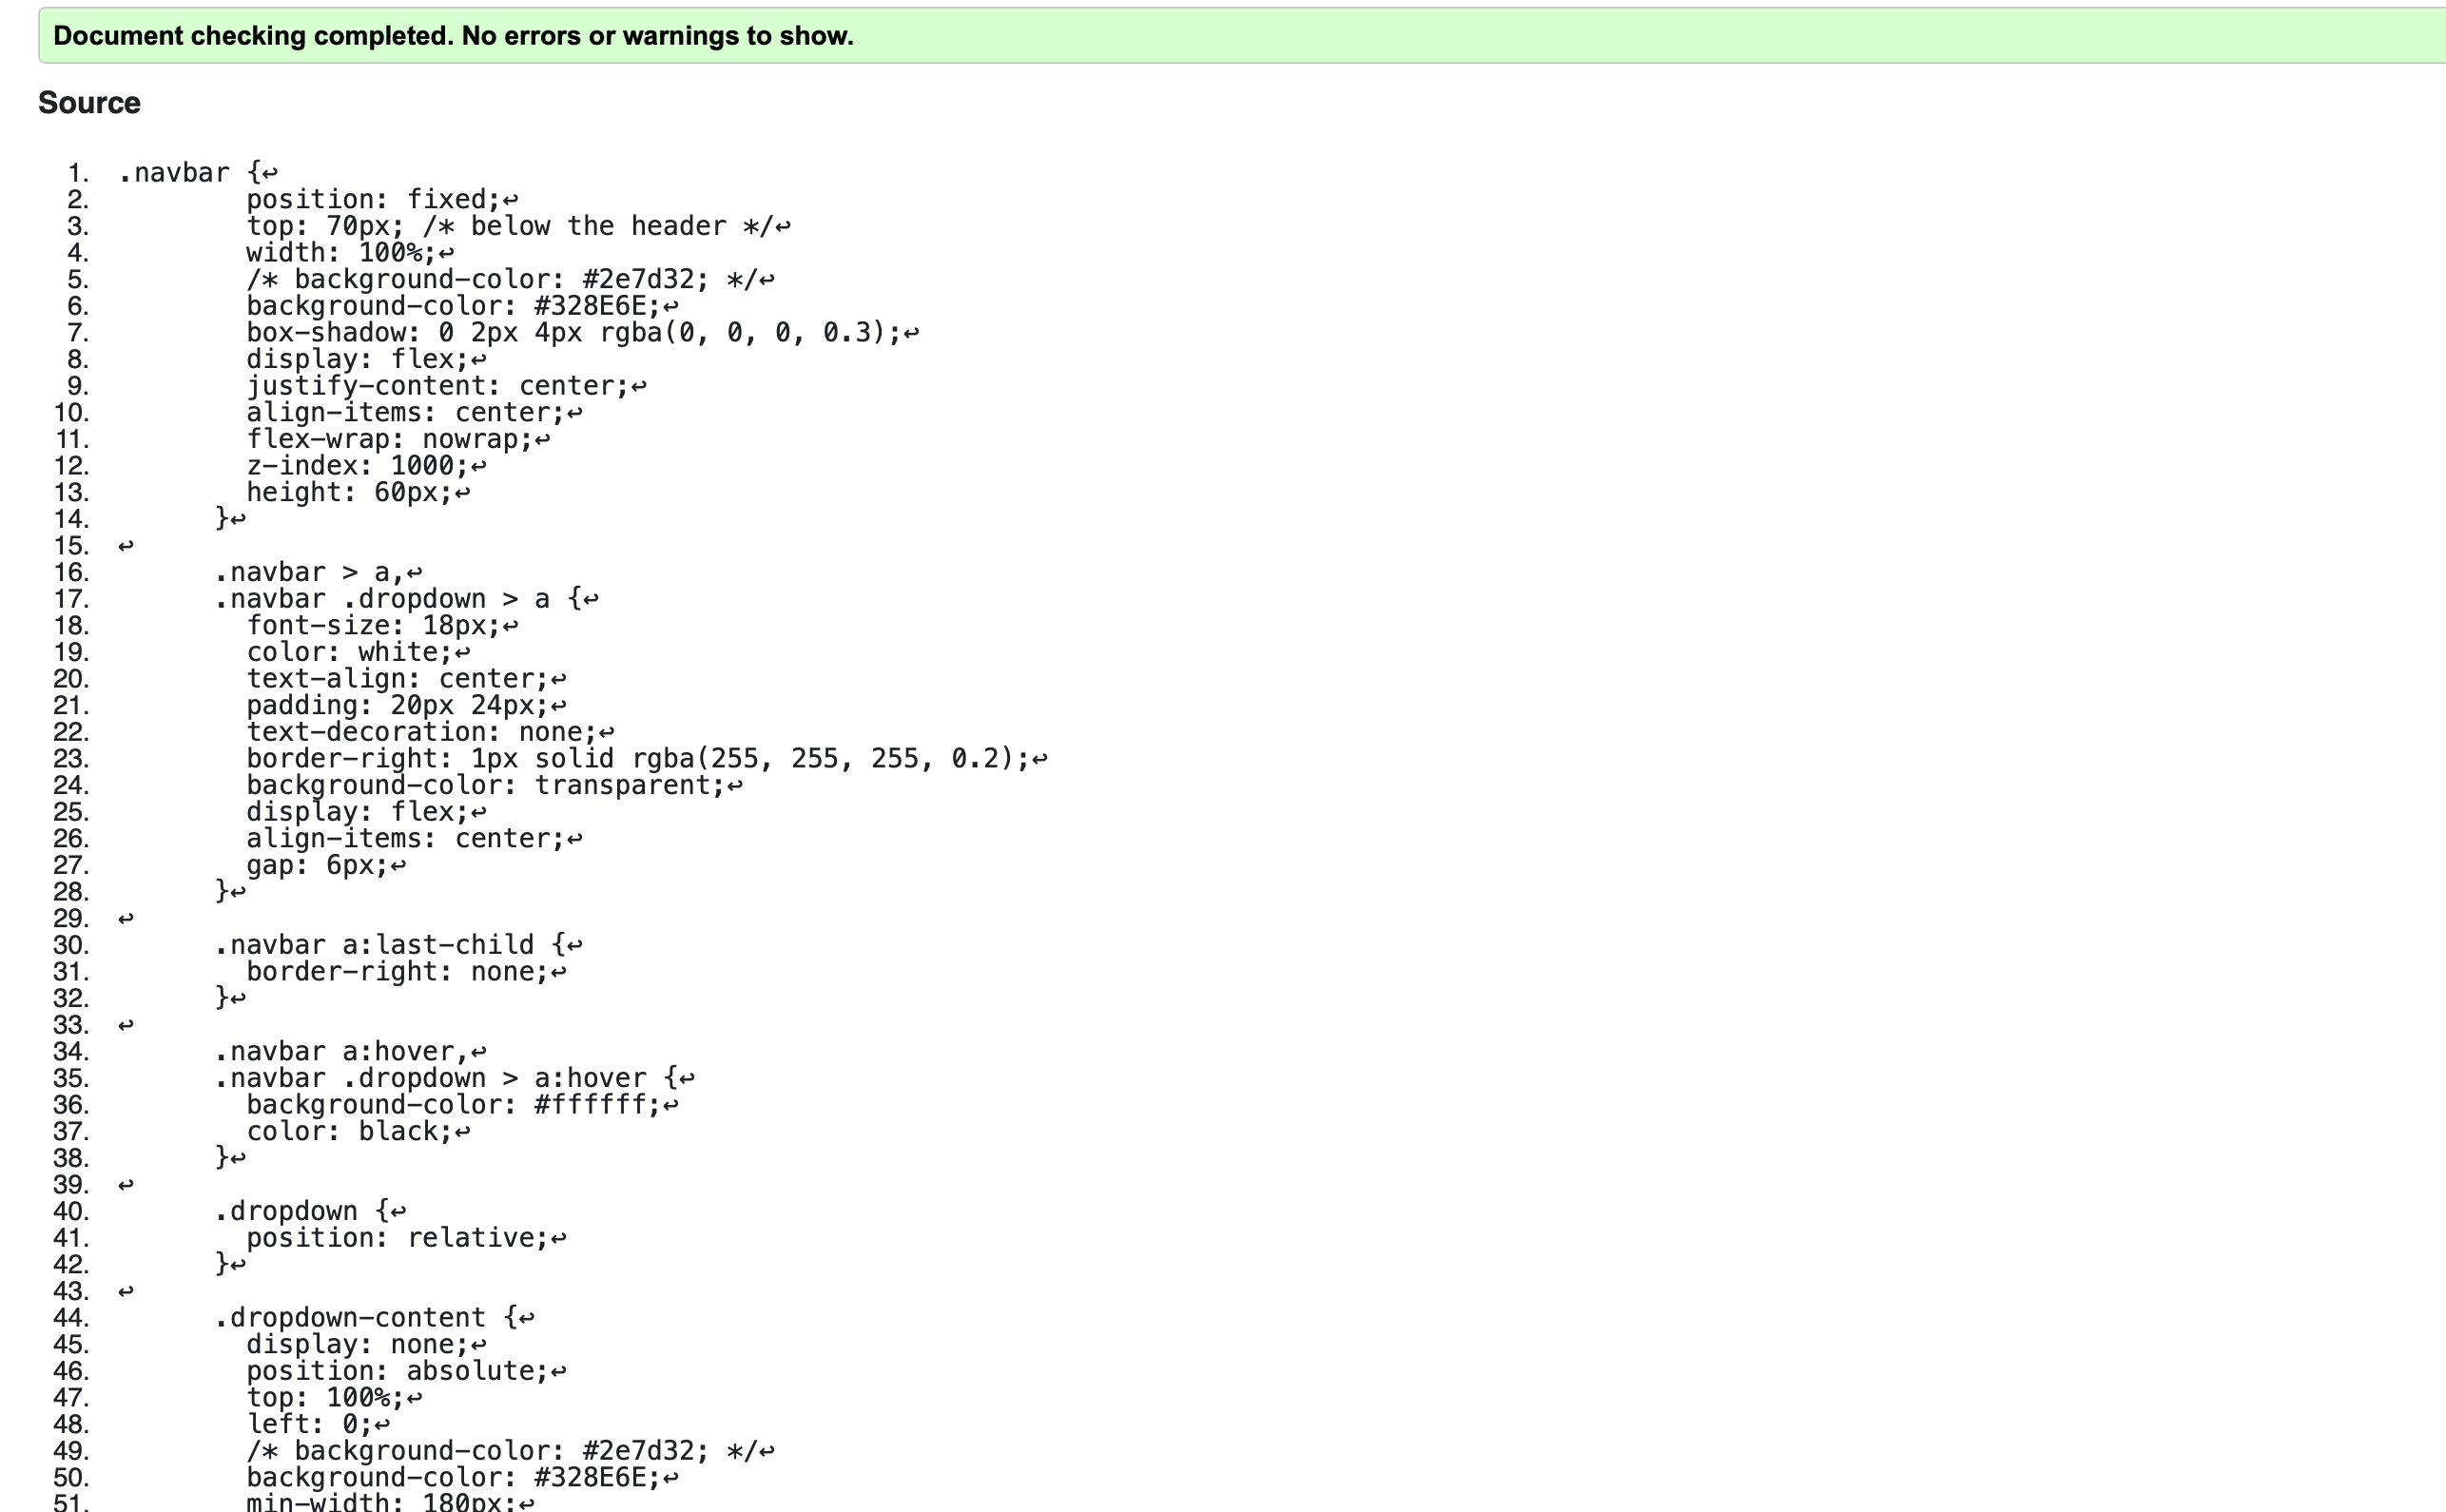 Document checking completed. No errors or warnings to show.
Source
1. .navbar {↩
2. position: fixed;↩
3. top: 70px; /* below the header */↩
4. width: 100%;↩
5. /* background-color: #2e7d32; */↩
6. background-color: #328E6E;↩
7. box-shadow: 0 2px 4px rgba(0, 0, 0, 0.3);↩
8. display: flex;↩
9. justify-content: center;↩
10. align-items: center;↩
11. flex-wrap: nowrap;↩
12. z-index: 1000;↩
13. height: 60px;↩
14. }↩
15. ↩
16. .navbar > a,↩
17. .navbar .dropdown > a {↩
18. font-size: 18px;↩
19. color: white;↩
20. text-align: center;↩
21. padding: 20px 24px;↩
22. text-decoration: none;↩
23. border-right: 1px solid rgba(255, 255, 255, 0.2);↩
24. background-color: transparent;↩
25. display: flex;↩
26. align-items: center;↩
27. gap: 6px;↩
28. }↩
29. ↩
30. .navbar a:last-child {↩
31. border-right: none;↩
32. }↩
33. ↩
34. .navbar a:hover,↩
35. .navbar .dropdown > a:hover {↩
36. background-color: #ffffff;↩
37. color: black;↩
38. }↩
39. ↩
40. .dropdown {↩
41. position: relative;↩
42. }↩
43. ↩
44. .dropdown-content {↩
45. display: none;↩
46. position: absolute;↩
47. top: 100%;↩
48. left: 0;↩
49. /* background-color: #2e7d32; */↩
50. background-color: #328E6E;↩
51. min-width: 180px;↩